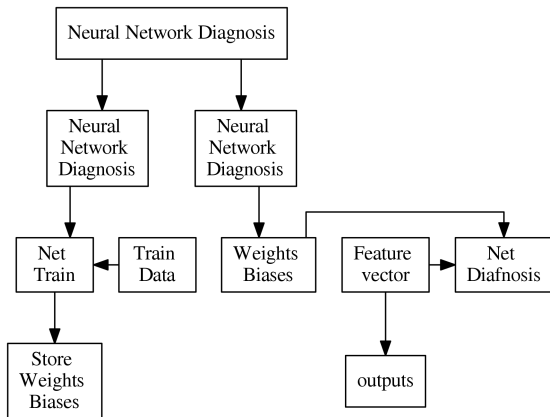 Neural Network Diagnosis
Neural
Network
Diagnosis
Neural
Network
Diagnosis
Net
Train
Train
Data
Weights
Biases
Feature
vector
Net
Diafnosis
Store
Weights
Biases
outputs